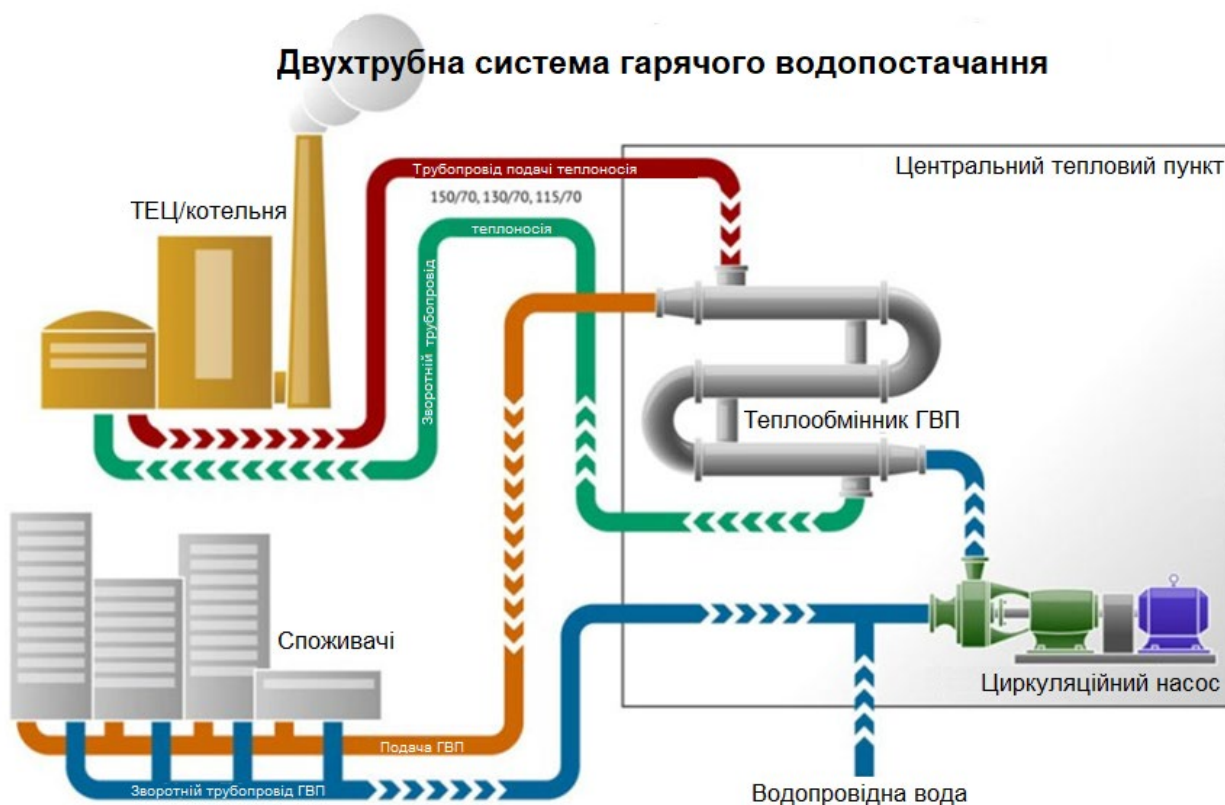 Двухтрубна система гарячого водопостачання
Трубопровід подачі теплоносія
Центральний тепловий пункт
150/70, 130/70, 115/70
ТЕЦ/котельня
теплоносія
Зворотній трубопровід
Теплообмінник ГВП
Споживачі
Циркуляційний насос
Подача ГВП
Зворотній трубопровід ГВП
Водопровідна вода